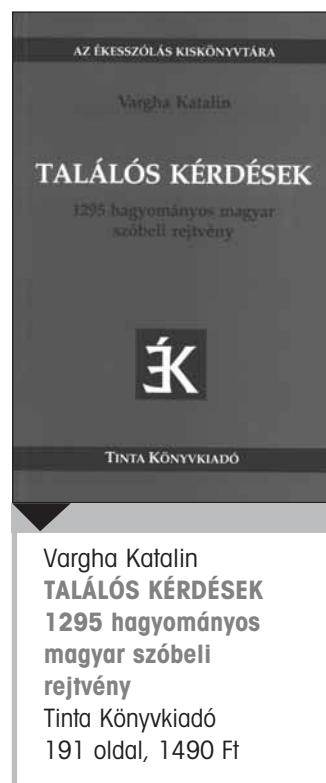 AZ ÉKESSZÓLÁS KISKÖNYVTÁRA
Vargha Katalin
TALÁLÓS KÉRDÉSEK
1295 hagyományos magyar
szóbeli rejtvény
ÉK
TINTA KÖNYVKIADÓ
Vargha Katalin
TALÁLÓS KÉRDÉSEK
1295 hagyományos
magyar szóbeli
rejtvény
Tinta Könyvkiadó
191 oldal, 1490 Ft